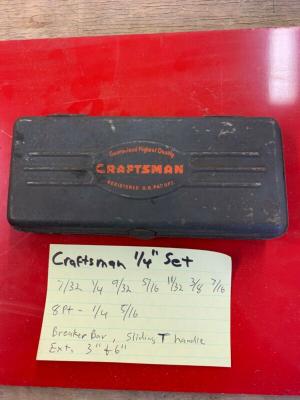 Guaranteed Highest Quality
CRAFTSMAN
REGISTERED U.S. PAT. OFF.
Craftsman 1/4" Set
7/32 1/4 9/32 5/16 11/32 3/8 7/16
8pt - 1/4 5/16
Breaker Bar, Sliding T handle
Ext. 3" & 6"